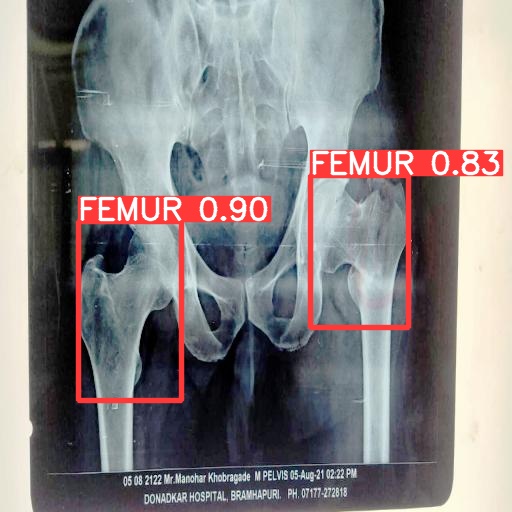 FEMUR 0.83
FEMUR 0.90
05 08 2122 Mr.Manohar Khobragade M PELVIS 05-Aug-21 02:22 PM
DONADKAR HOSPITAL, BRAMHAPURI. PH. 07177-272618